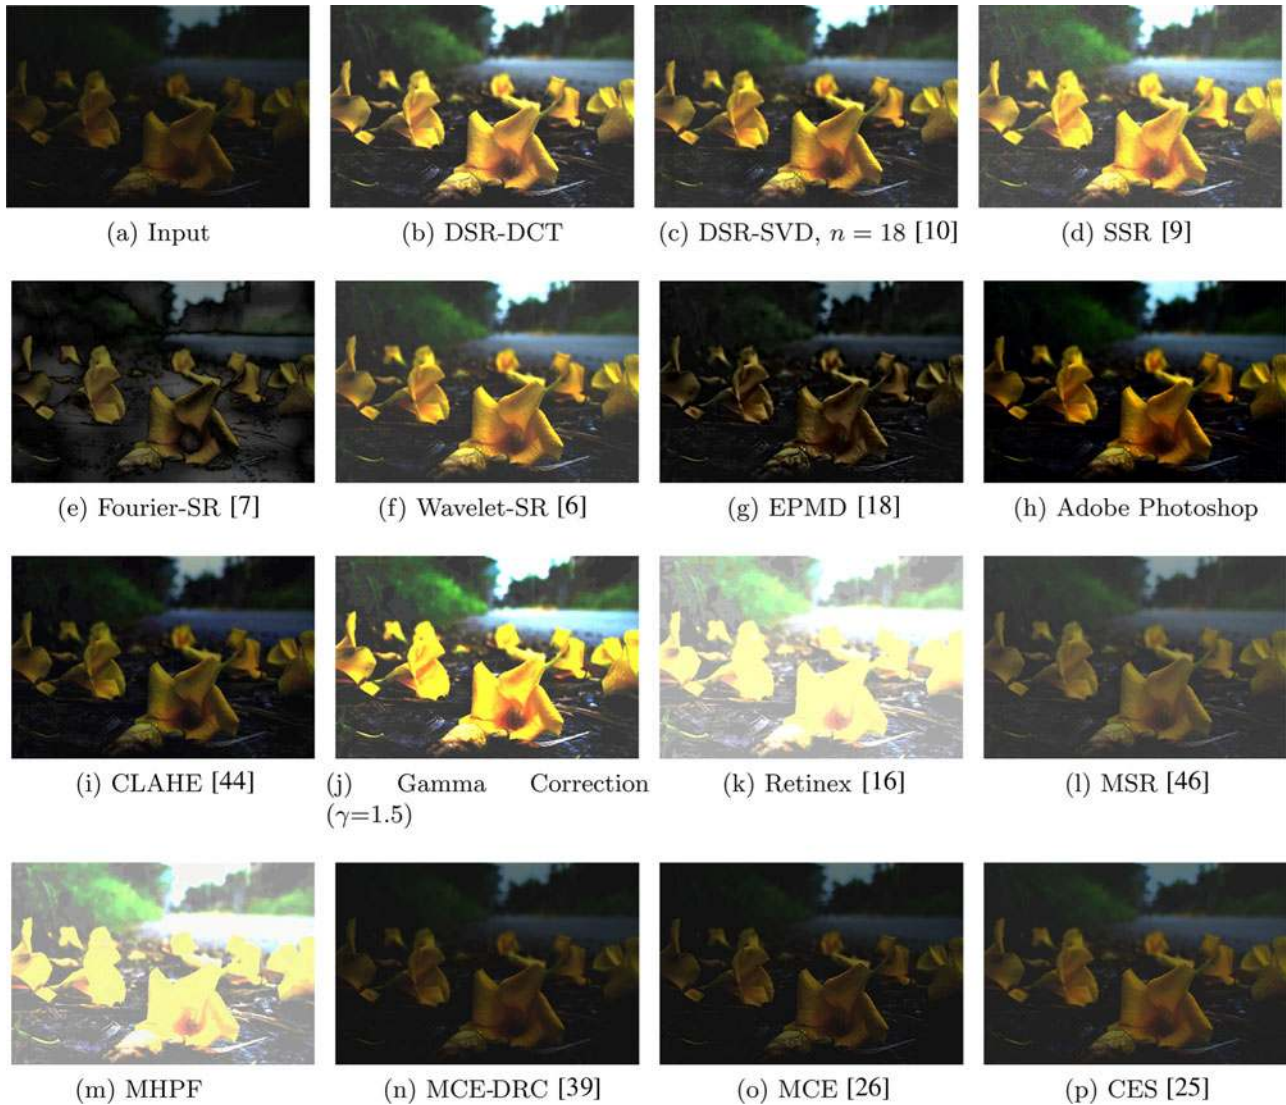 (a) Input
(b) DSR-DCT
(c) DSR-SVD, n = 18 [10]
(d) SSR [9]
(e) Fourier-SR [7]
(f) Wavelet-SR [6]
(g) EPMD [18]
(h) Adobe Photoshop
(i) CLAHE [44]
(j) Gamma Correction
(γ=1.5)
(k) Retinex [16]
(l) MSR [46]
(m) MHPF
(n) MCE-DRC [39]
(o) MCE [26]
(p) CES [25]